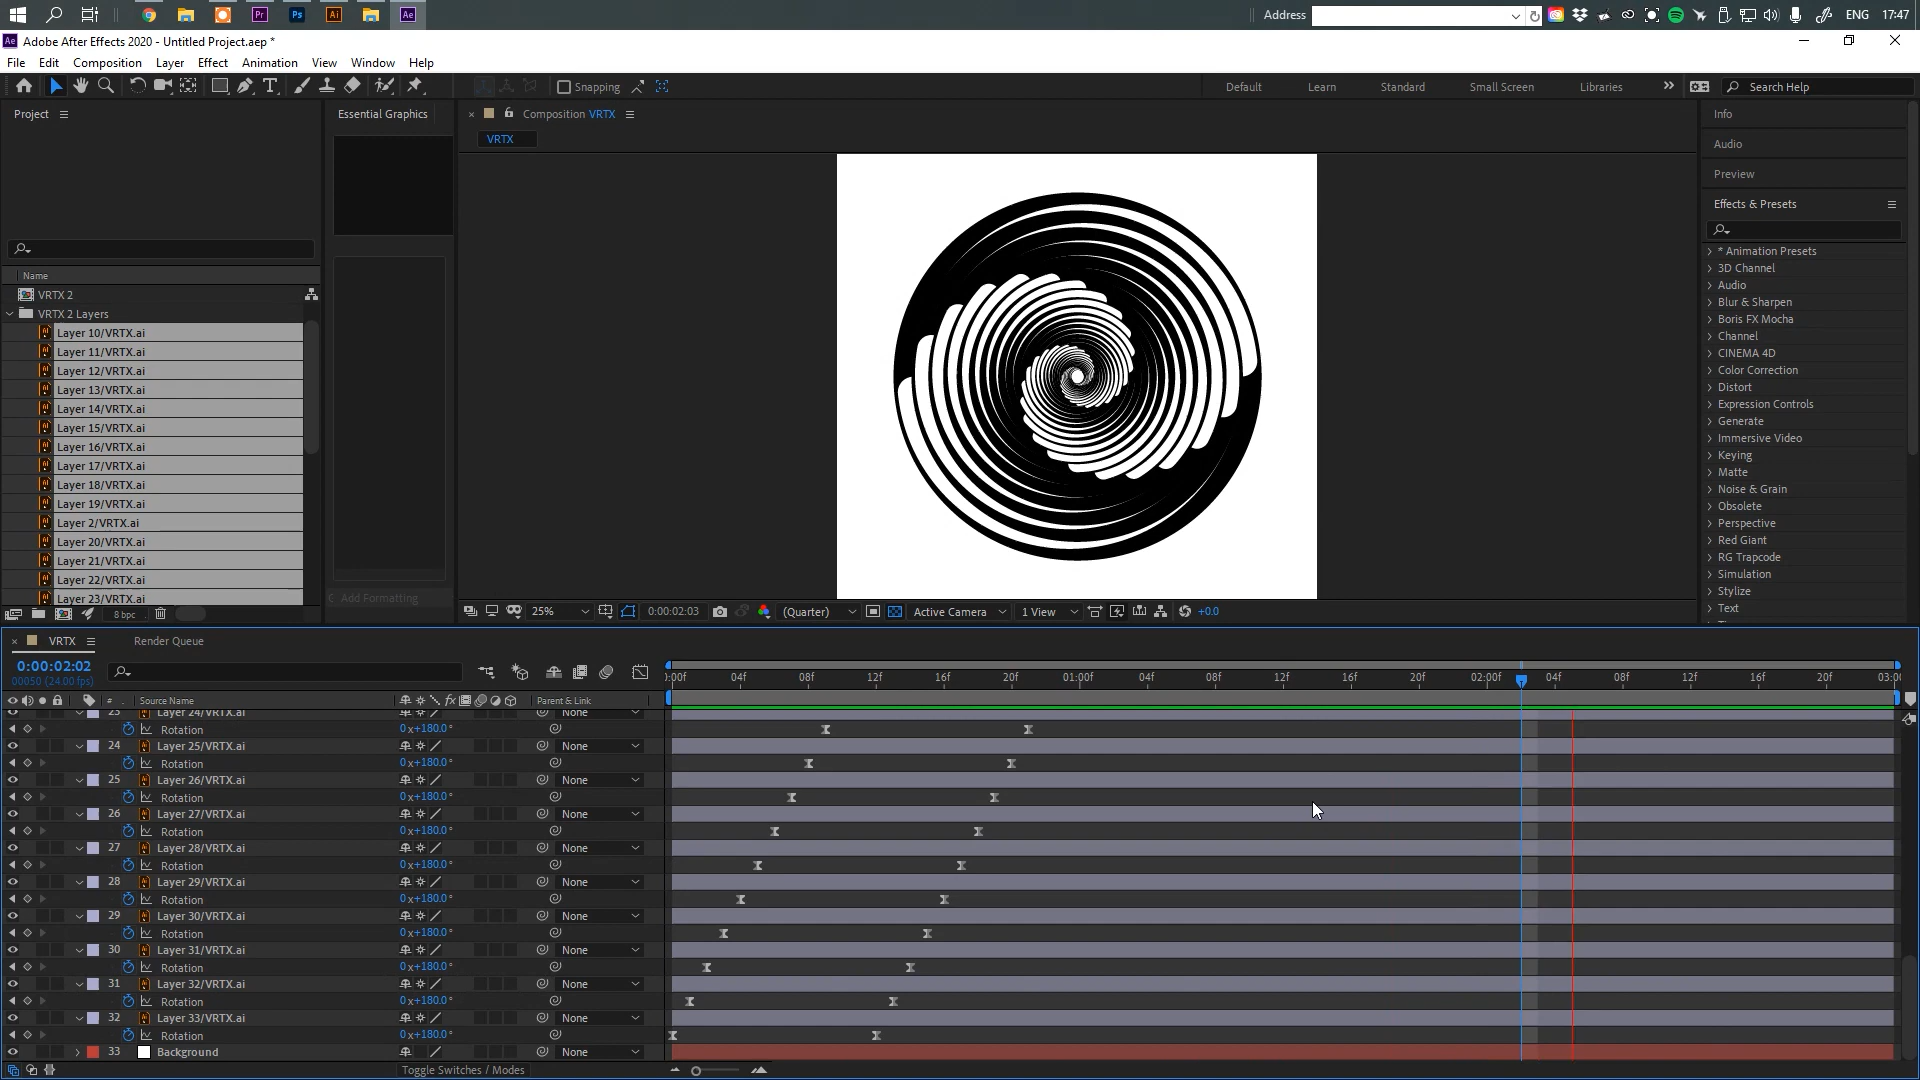 Pr
Ps
Ai
Ae
Address
ENG
17:47
Ae Adobe After Effects 2020 - Untitled Project.aep *
File Edit Composition Layer Effect Animation View Window Help
Snapping
Default Learn Standard Small Screen Libraries
Search Help
Project
Essential Graphics
Composition VRTX
VRTX
Name
VRTX 2
VRTX 2 Layers
Layer 10/VRTX.ai
Layer 11/VRTX.ai
Layer 12/VRTX.ai
Layer 13/VRTX.ai
Layer 14/VRTX.ai
Layer 15/VRTX.ai
Layer 16/VRTX.ai
Layer 17/VRTX.ai
Layer 18/VRTX.ai
Layer 19/VRTX.ai
Layer 2/VRTX.ai
Layer 20/VRTX.ai
Layer 21/VRTX.ai
Layer 22/VRTX.ai
Layer 23/VRTX.ai
8 bpc
Add Formatting
25%
0:00:02:03
(Quarter)
Active Camera
1 View
+0.0
Info
Audio
Preview
Effects & Presets
* Animation Presets
3D Channel
Audio
Blur & Sharpen
Boris FX Mocha
Channel
CINEMA 4D
Color Correction
Distort
Expression Controls
Generate
Immersive Video
Keying
Matte
Noise & Grain
Obsolete
Perspective
Red Giant
RG Trapcode
Simulation
Stylize
Text
VRTX
Render Queue
0:00:02:02
00050 (24.00 fps)
# Source Name
Parent & Link
:00f 04f 08f 12f 16f 20f 01:00f 04f 08f 12f 16f 20f 02:00f 04f 08f 12f 16f 20f 03:00
23 Layer 24/VRTX.ai None
Rotation 0x+180.0°
24 Layer 25/VRTX.ai None
Rotation 0x+180.0°
25 Layer 26/VRTX.ai None
Rotation 0x+180.0°
26 Layer 27/VRTX.ai None
Rotation 0x+180.0°
27 Layer 28/VRTX.ai None
Rotation 0x+180.0°
28 Layer 29/VRTX.ai None
Rotation 0x+180.0°
29 Layer 30/VRTX.ai None
Rotation 0x+180.0°
30 Layer 31/VRTX.ai None
Rotation 0x+180.0°
31 Layer 32/VRTX.ai None
Rotation 0x+180.0°
32 Layer 33/VRTX.ai None
Rotation 0x+180.0°
33 Background None
Toggle Switches / Modes